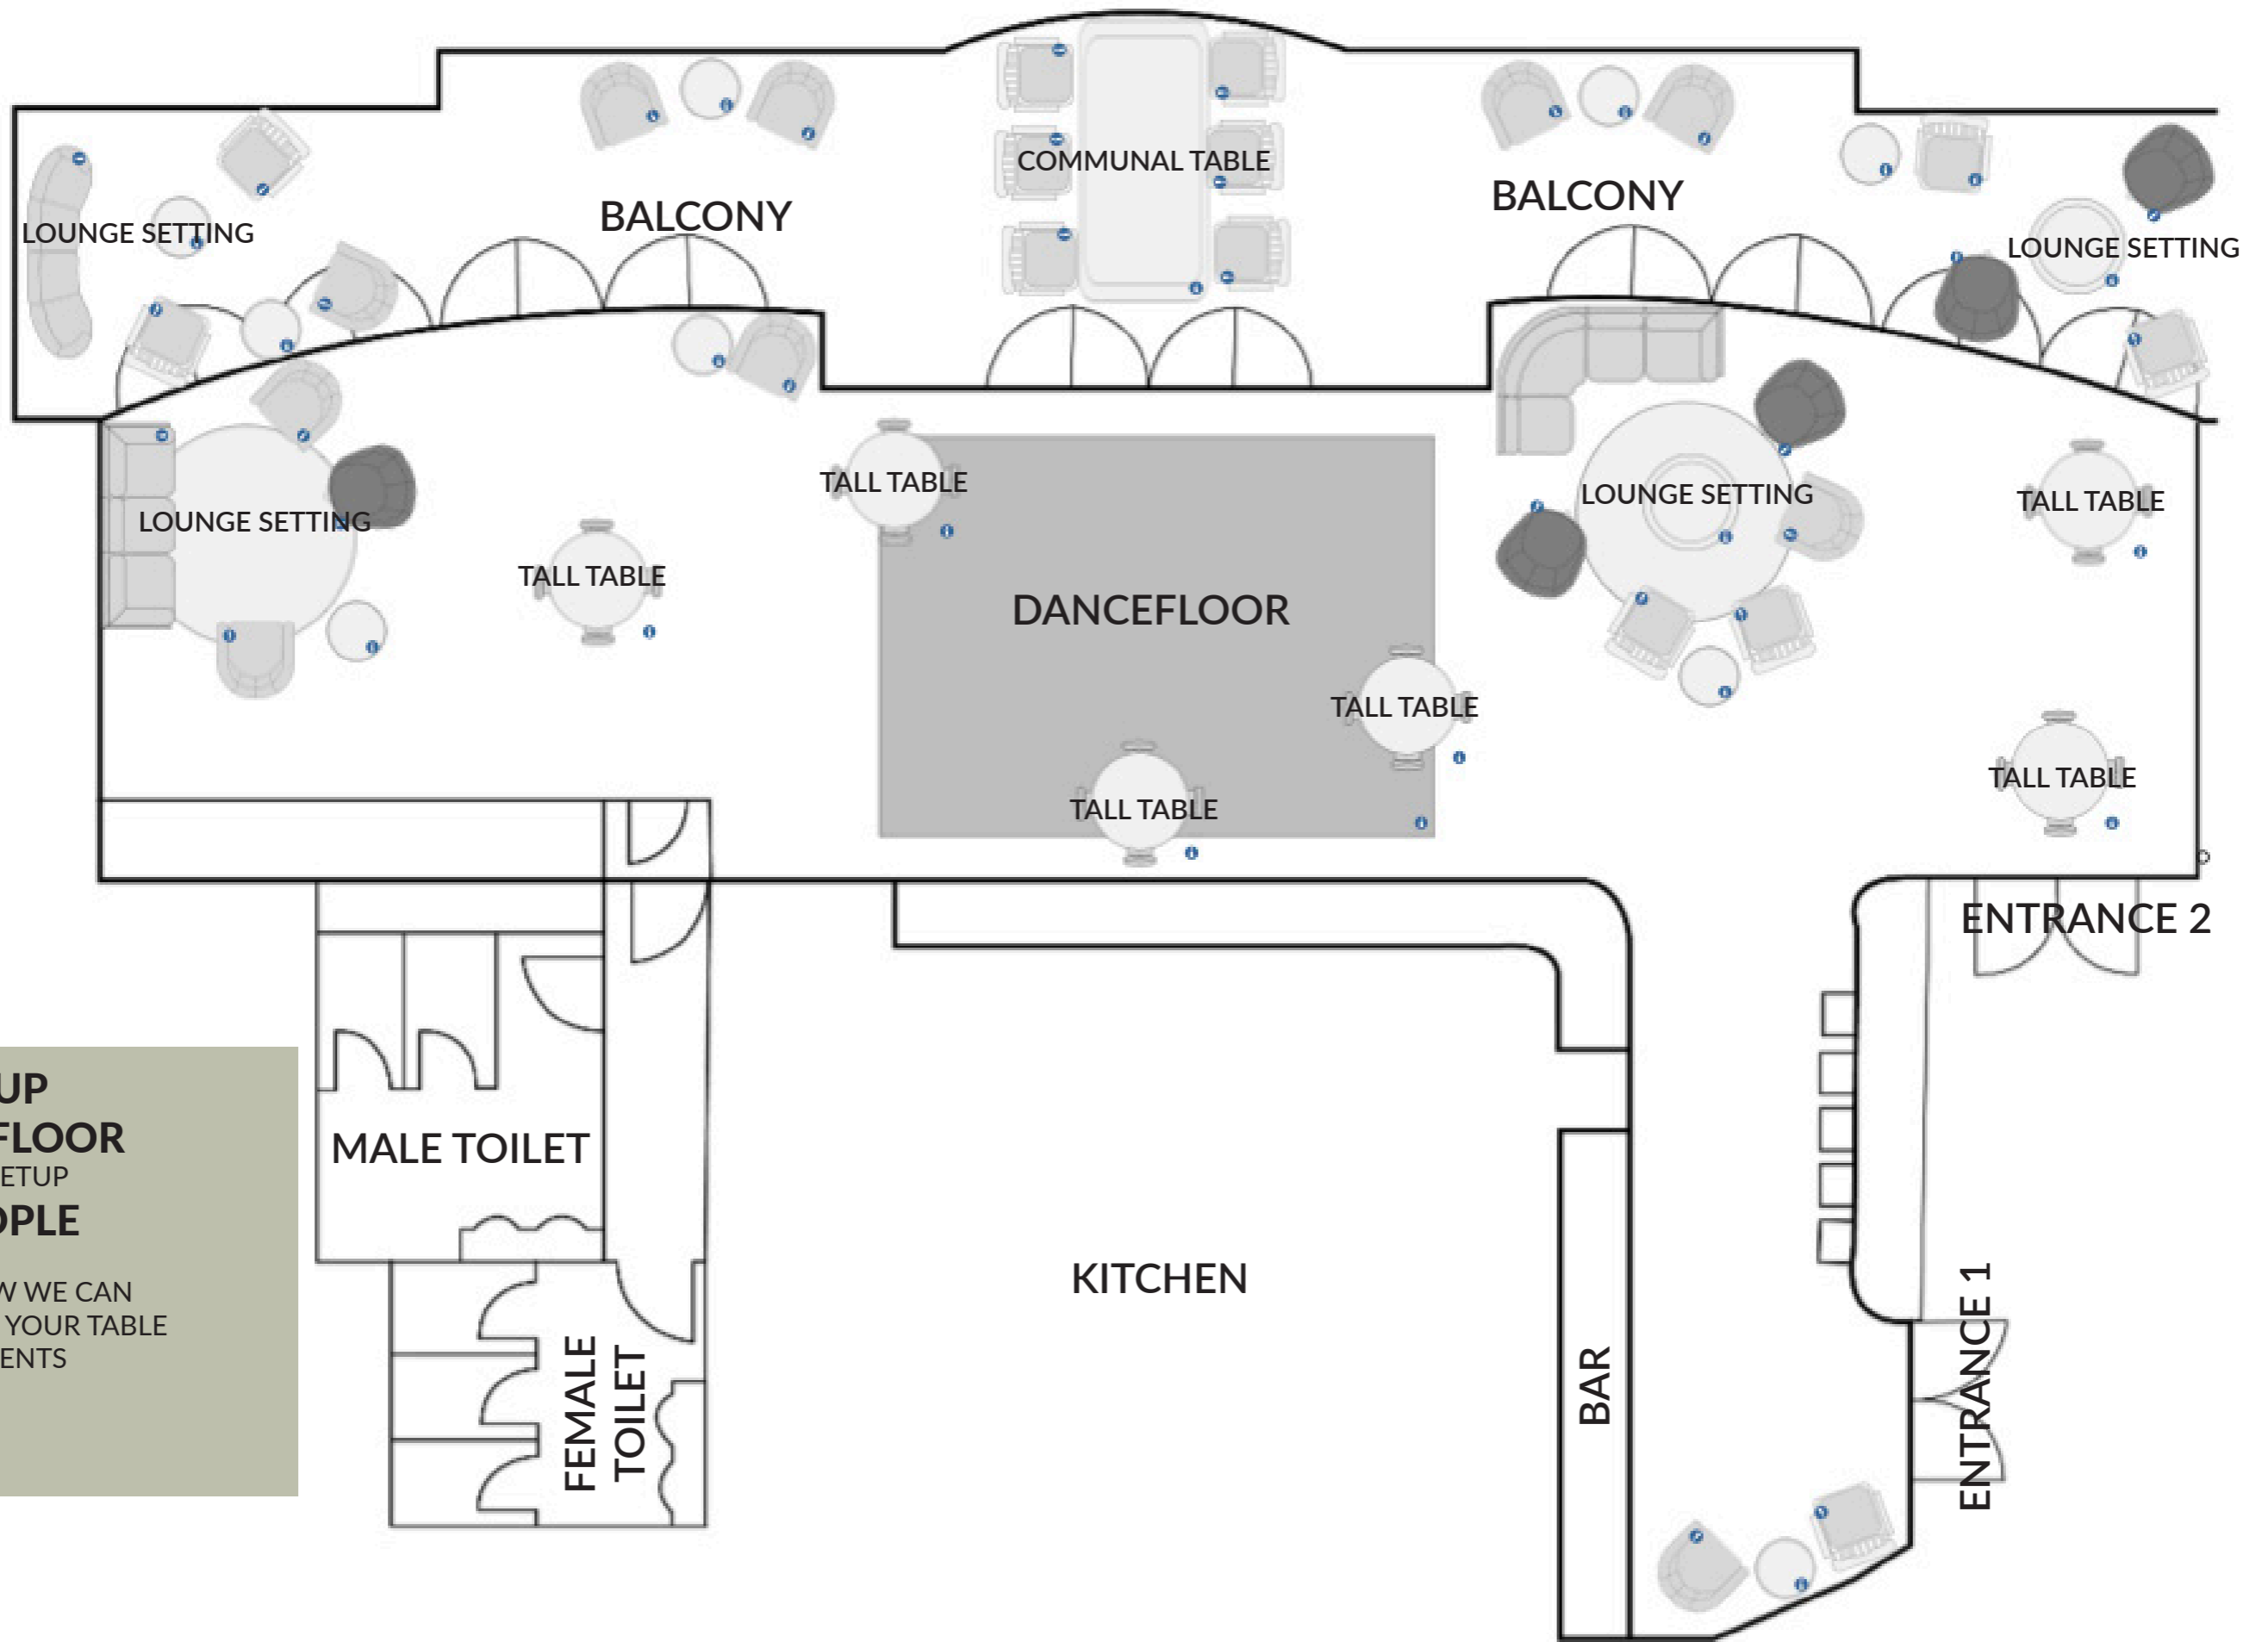 COMMUNAL TABLE
BALCONY
BALCONY
LOUNGE SETTING
LOUNGE SETTING
LOUNGE SETTING
LOUNGE SETTING
TALL TABLE
TALL TABLE
TALL TABLE
DANCEFLOOR
TALL TABLE
TALL TABLE
TALL TABLE
ENTRANCE 2
UP
FLOOR
ETUP
OPLE
W WE CAN
YOUR TABLE
ENTS
MALE TOILET
FEMALE
TOILET
KITCHEN
BAR
ENTRANCE 1